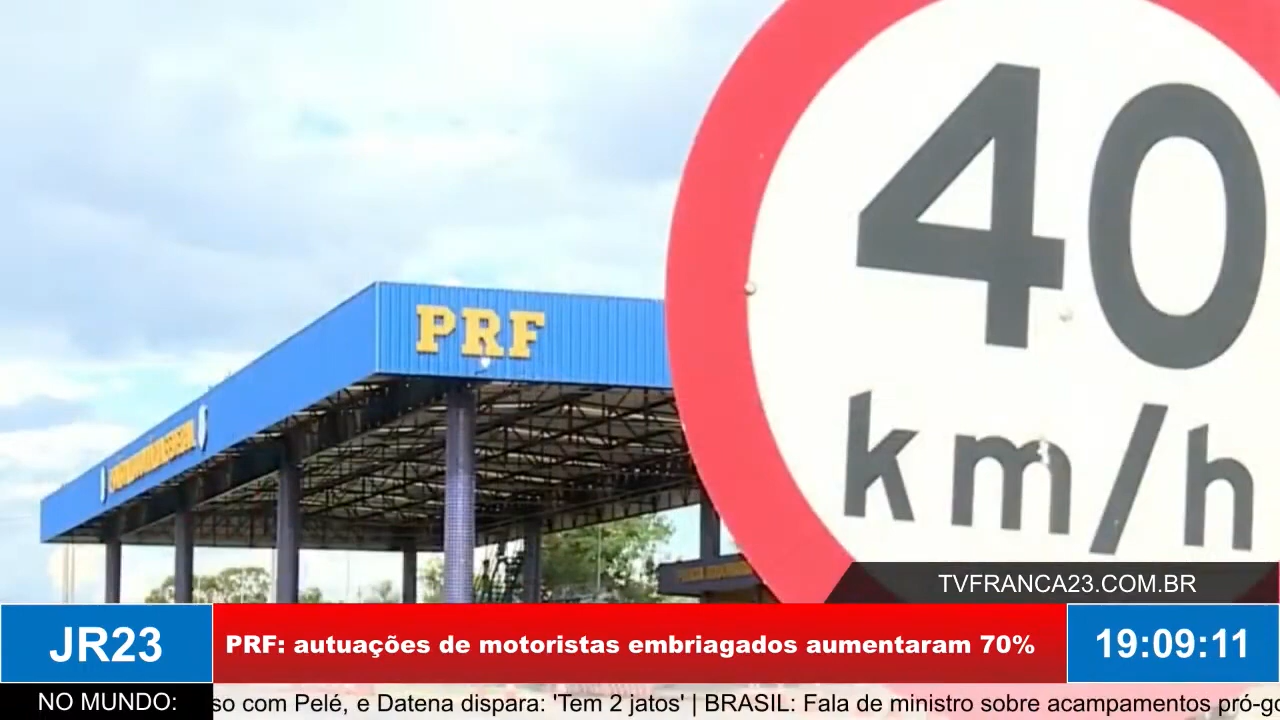 40
km/h
PRF
TVFRANCA23.COM.BR
JR23
PRF: autuações de motoristas embriagados aumentaram 70%
19:09:11
NO MUNDO:
so com Pelé, e Datena dispara: 'Tem 2 jatos' | BRASIL: Fala de ministro sobre acampamentos pró-go